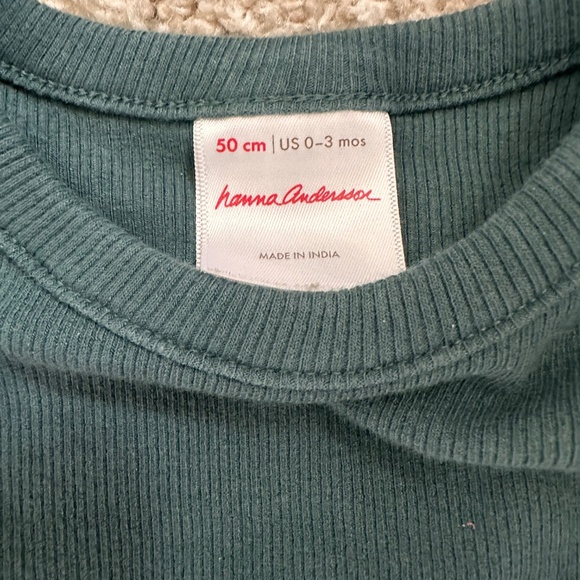 50 cm | US 0-3 mos
hanna Andersson
MADE IN INDIA